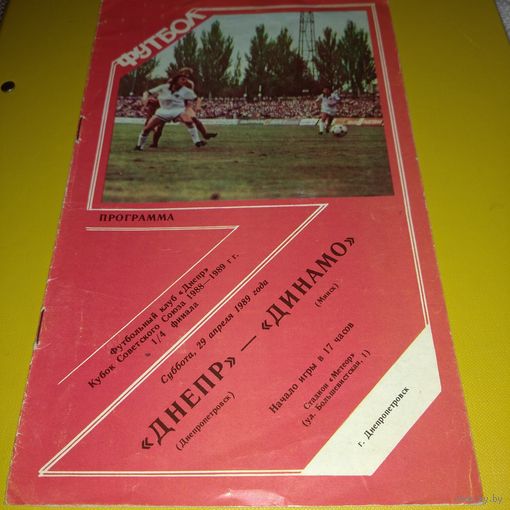 ФУТБОЛ
ПРОГРАММА
Футбольный клуб «Днепр»
Кубок Советского Союза 1988—1989 г г.
1/4 финала
Суббота, 29 апреля 1989 года
«ДНЕПР» — «ДИНАМО»
(Днепропетровск) (Минск)
Начало игры в 17 часов
Стадион «Метеор»
(ул. Большевистская, 1)
г. Днепропетровск